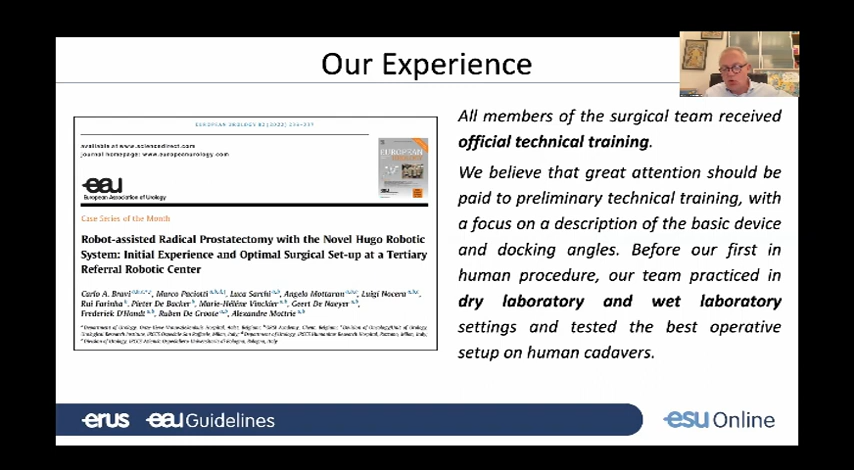 Our Experience
EUROPEAN UROLOGY 82 (2022) 233–237
available at www.sciencedirect.com
journal homepage: www.europeanurology.com
eau
European Association of Urology
EUROPEAN
Case Series of the Month
Robot-assisted Radical Prostatectomy with the Novel Hugo Robotic
System: Initial Experience and Optimal Surgical Set-up at a Tertiary
Referral Robotic Center
Carlo A. Bravi, Marco Paciotti, Luca Sarchi, Angelo Mottaran, Luigi Nocera,
Rui Farinha, Pieter De Backer, Marie-Hélène Vinckier, Geert De Naeyer,
Frederiek D'Hondt, Ruben De Groote, Alexandre Mottrie
All members of the surgical team received
official technical training.
We believe that great attention should be
paid to preliminary technical training, with
a focus on a description of the basic device
and docking angles. Before our first in
human procedure, our team practiced in
dry laboratory and wet laboratory
settings and tested the best operative
setup on human cadavers.
erus eau Guidelines
esu Online